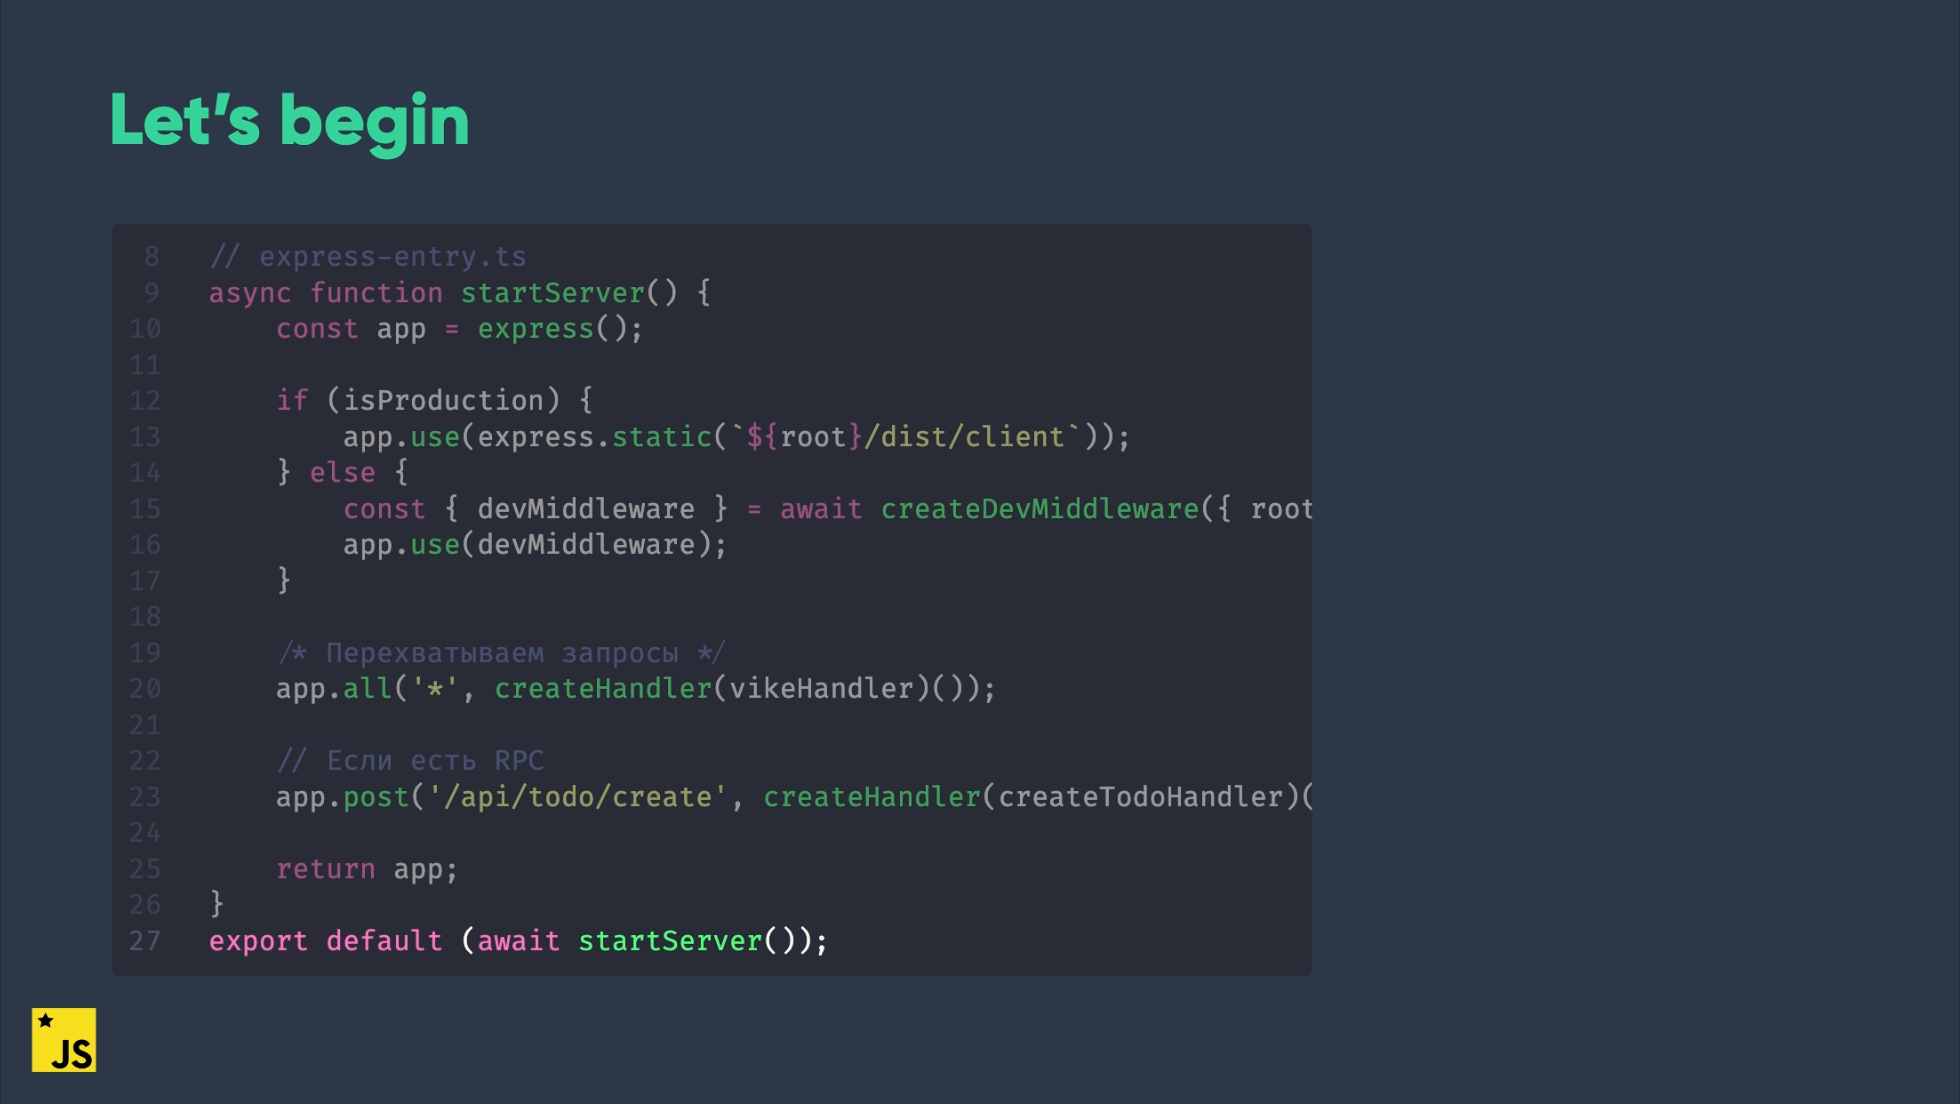 Let's begin
8 // express-entry.ts
9 async function startServer() {
10     const app = express();
11
12     if (isProduction) {
13         app.use(express.static(`${root}/dist/client`));
14     } else {
15         const { devMiddleware } = await createDevMiddleware({ root
16         app.use(devMiddleware);
17     }
18
19     /* Перехватываем запросы */
20     app.all('*', createHandler(vikeHandler)());
21
22     // Если есть RPC
23     app.post('/api/todo/create', createHandler(createTodoHandler)(
24
25     return app;
26 }
27 export default (await startServer());
★
JS